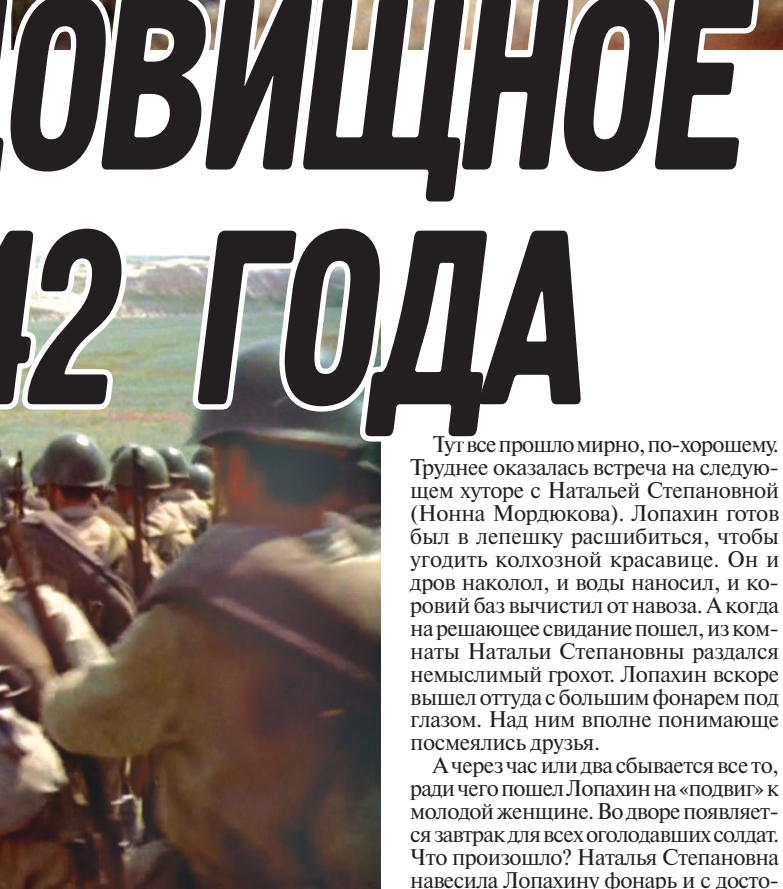 ОВИЩНОЕ
42 ГОДА
Тут все прошло мирно, по-хорошему.
Труднее оказалась встреча на следую-
щем хуторе с Натальей Степановной
(Нонна Мордюкова). Лопахин готов
был в лепешку расшибиться, чтобы
угодить колхозной красавице. Он и
дров наколол, и воды наносил, и ко-
ровий баз вычистил от навоза. А когда
на решающее свидание пошел, из ком-
наты Натальи Степановны раздался
немыслимый грохот. Лопахин вскоре
вышел оттуда с большим фонарем под
глазом. Над ним вполне понимающе
посмеялись друзья.
А через час или два сбывается все то,
ради чего пошел Лопахин на «подвиг» к
молодой женщине. Во дворе появляет-
ся завтрак для всех оголодавших солдат.
Что произошло? Наталья Степановна
навесила Лопахину фонарь и с досто-